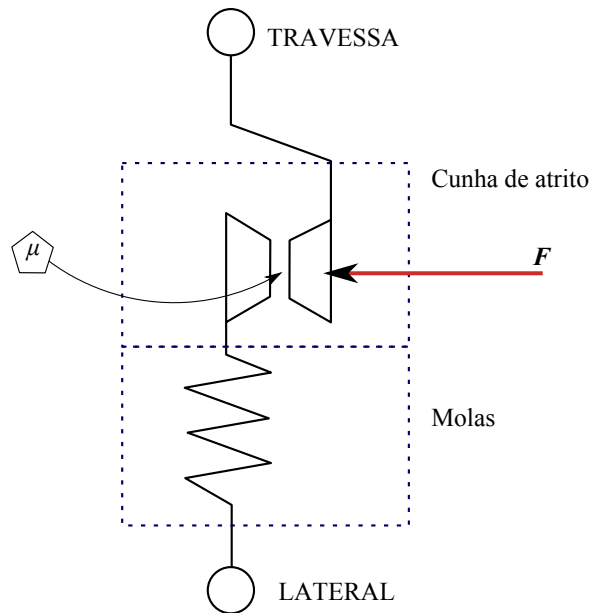 TRAVESSA
Cunha de atrito
μ
F
Molas
LATERAL